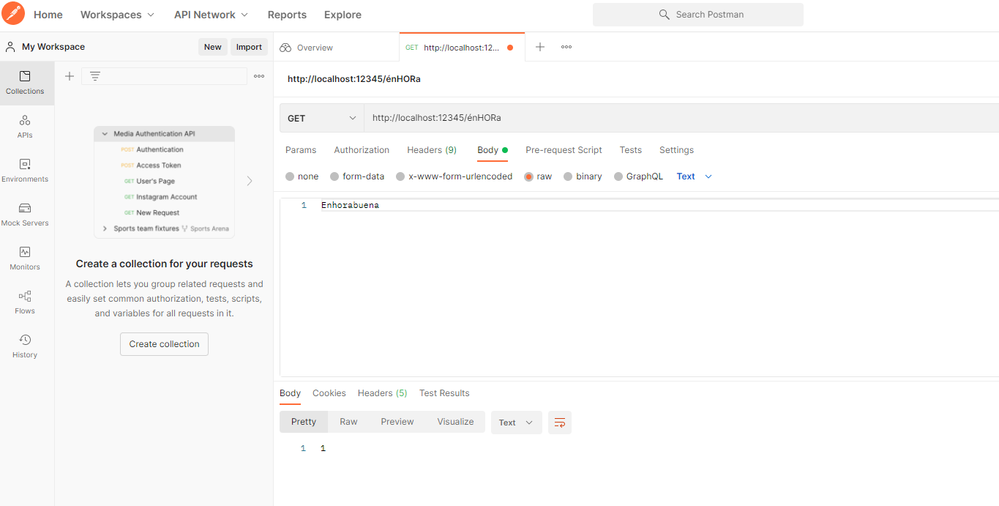 Home Workspaces API Network Reports Explore Search Postman
My Workspace New Import Overview GET http://localhost:12... 
Collections
APIs
Environments
Mock Servers
Monitors
Flows
History
Media Authentication API
POST Authentication
POST Access Token
GET User's Page
GET Instagram Account
GET New Request
Sports team fixtures Sports Arena
Create a collection for your requests
A collection lets you group related requests and
easily set common authorization, tests, scripts,
and variables for all requests in it.
Create collection
http://localhost:12345/énHORa
GET http://localhost:12345/énHORa
Params Authorization Headers (9) Body Pre-request Script Tests Settings
none form-data x-www-form-urlencoded raw binary GraphQL Text
1 Enhorabuena
Body Cookies Headers (5) Test Results
Pretty Raw Preview Visualize Text
1 1